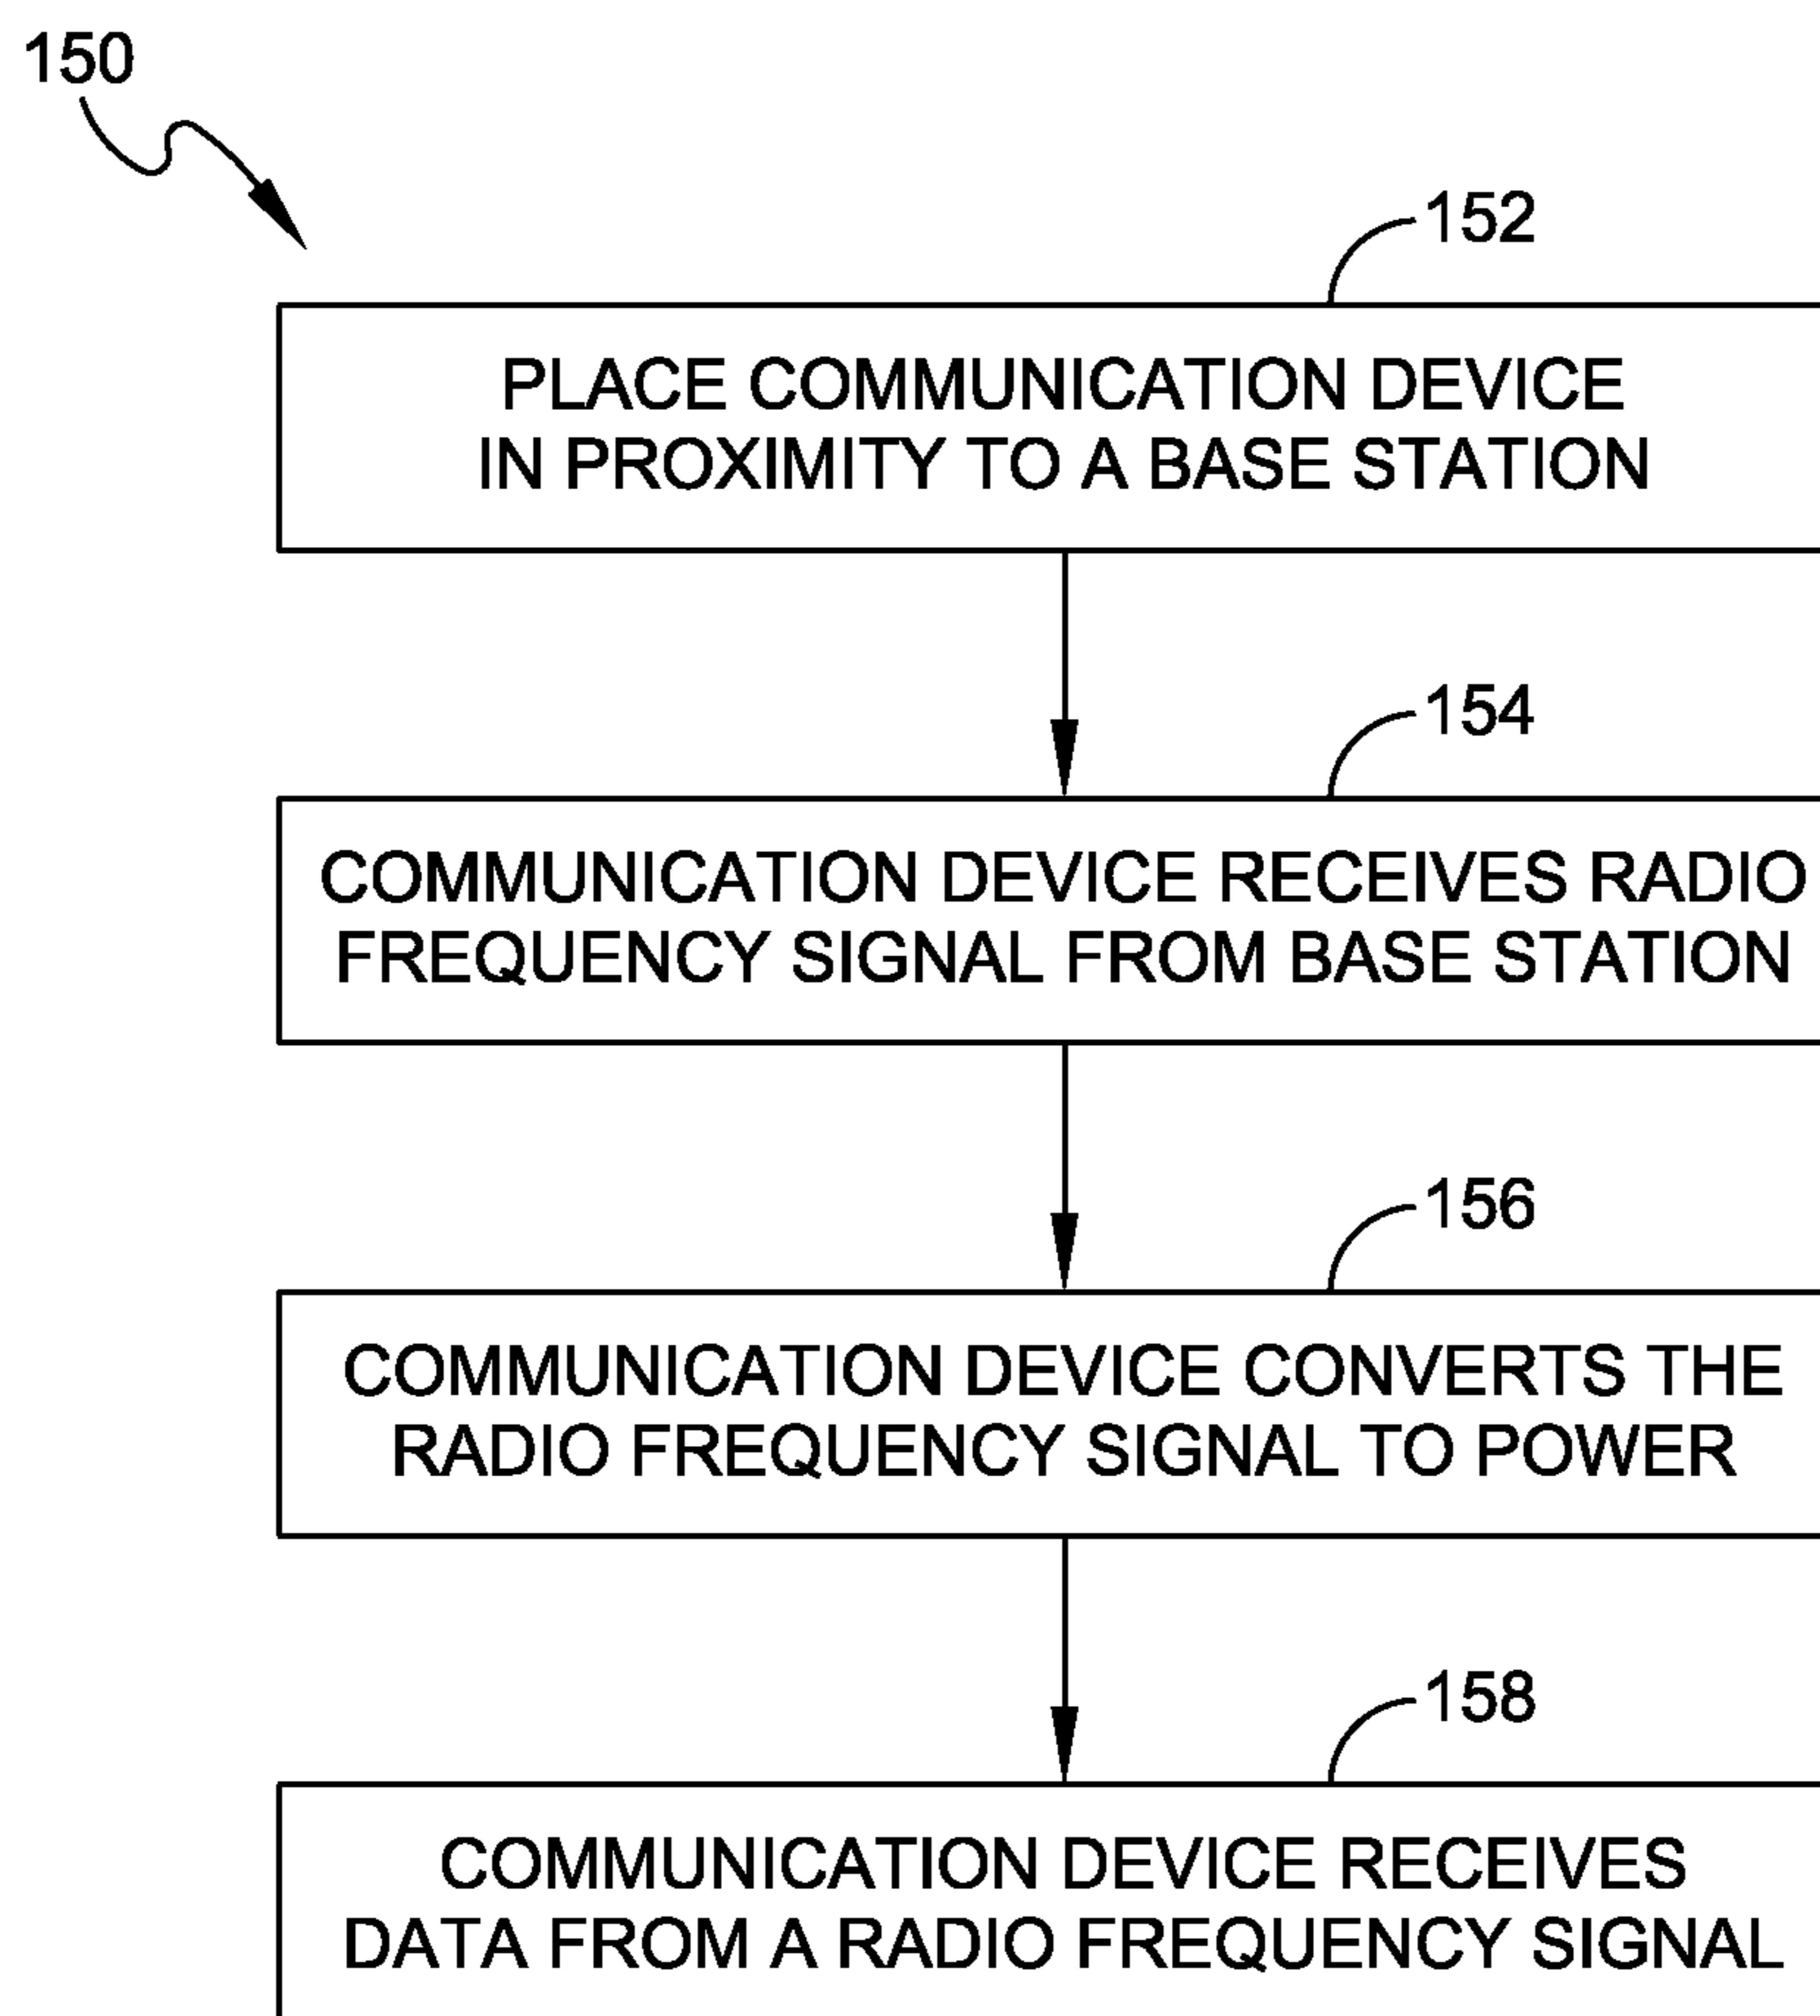 150
152
PLACE COMMUNICATION DEVICE
IN PROXIMITY TO A BASE STATION
154
COMMUNICATION DEVICE RECEIVES RADIO
FREQUENCY SIGNAL FROM BASE STATION
156
COMMUNICATION DEVICE CONVERTS THE
RADIO FREQUENCY SIGNAL TO POWER
158
COMMUNICATION DEVICE RECEIVES
DATA FROM A RADIO FREQUENCY SIGNAL